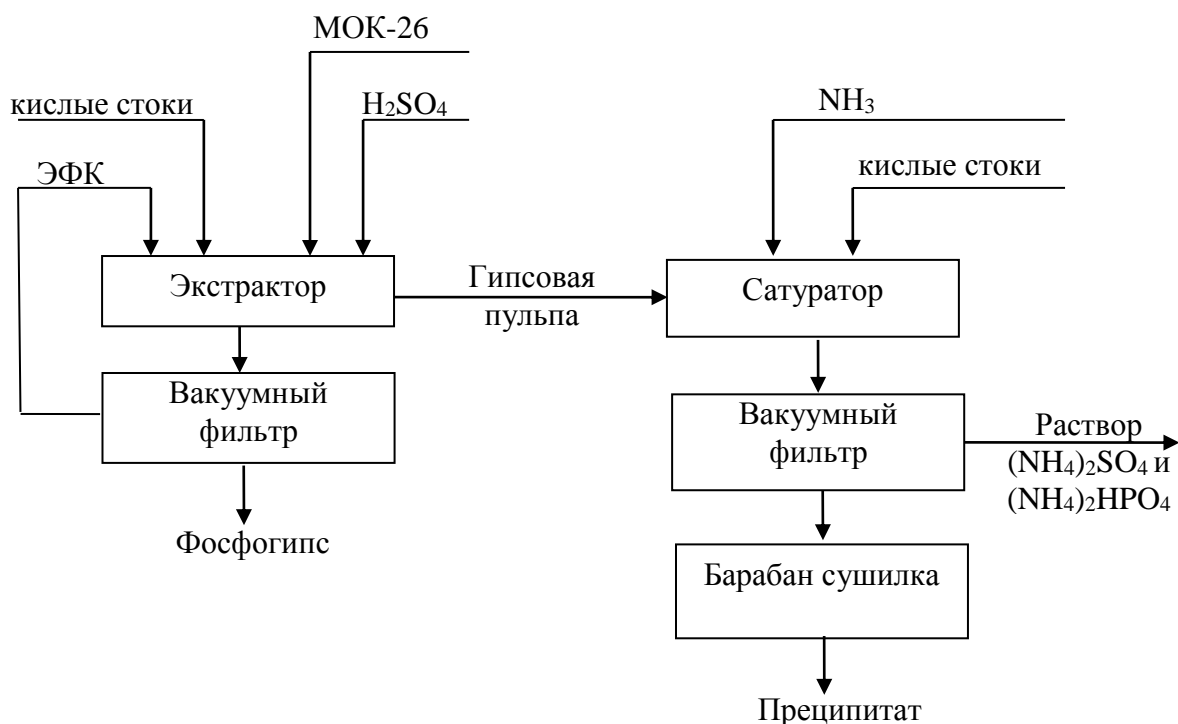 МОК-26
кислые стоки
H₂SO₄
ЭФК
NH₃
кислые стоки
Экстрактор
Гипсовая
пульпа
Сатуратор
Вакуумный
фильтр
Вакуумный
фильтр
Раствор
(NH₄)₂SO₄ и
(NH₄)₂HPO₄
Фосфогипс
Барабан сушилка
Преципитат